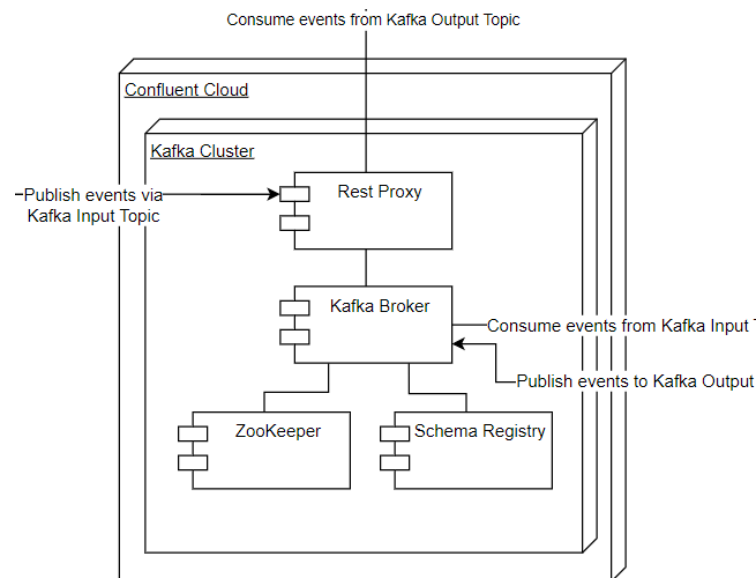 Consume events from Kafka Output Topic
Confluent Cloud
Kafka Cluster
Rest Proxy
Publish events via
Kafka Input Topic
Kafka Broker
Consume events from Kafka Input
Publish events to Kafka Output
ZooKeeper
Schema Registry